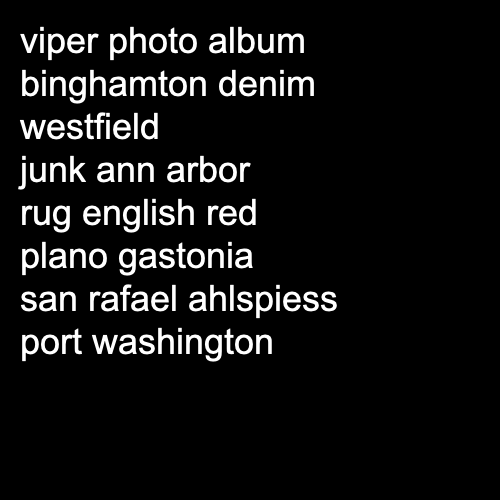 viper photo album
binghamton denim
westfield
junk ann arbor
rug english red
plano gastonia
san rafael ahlspiess
port washington